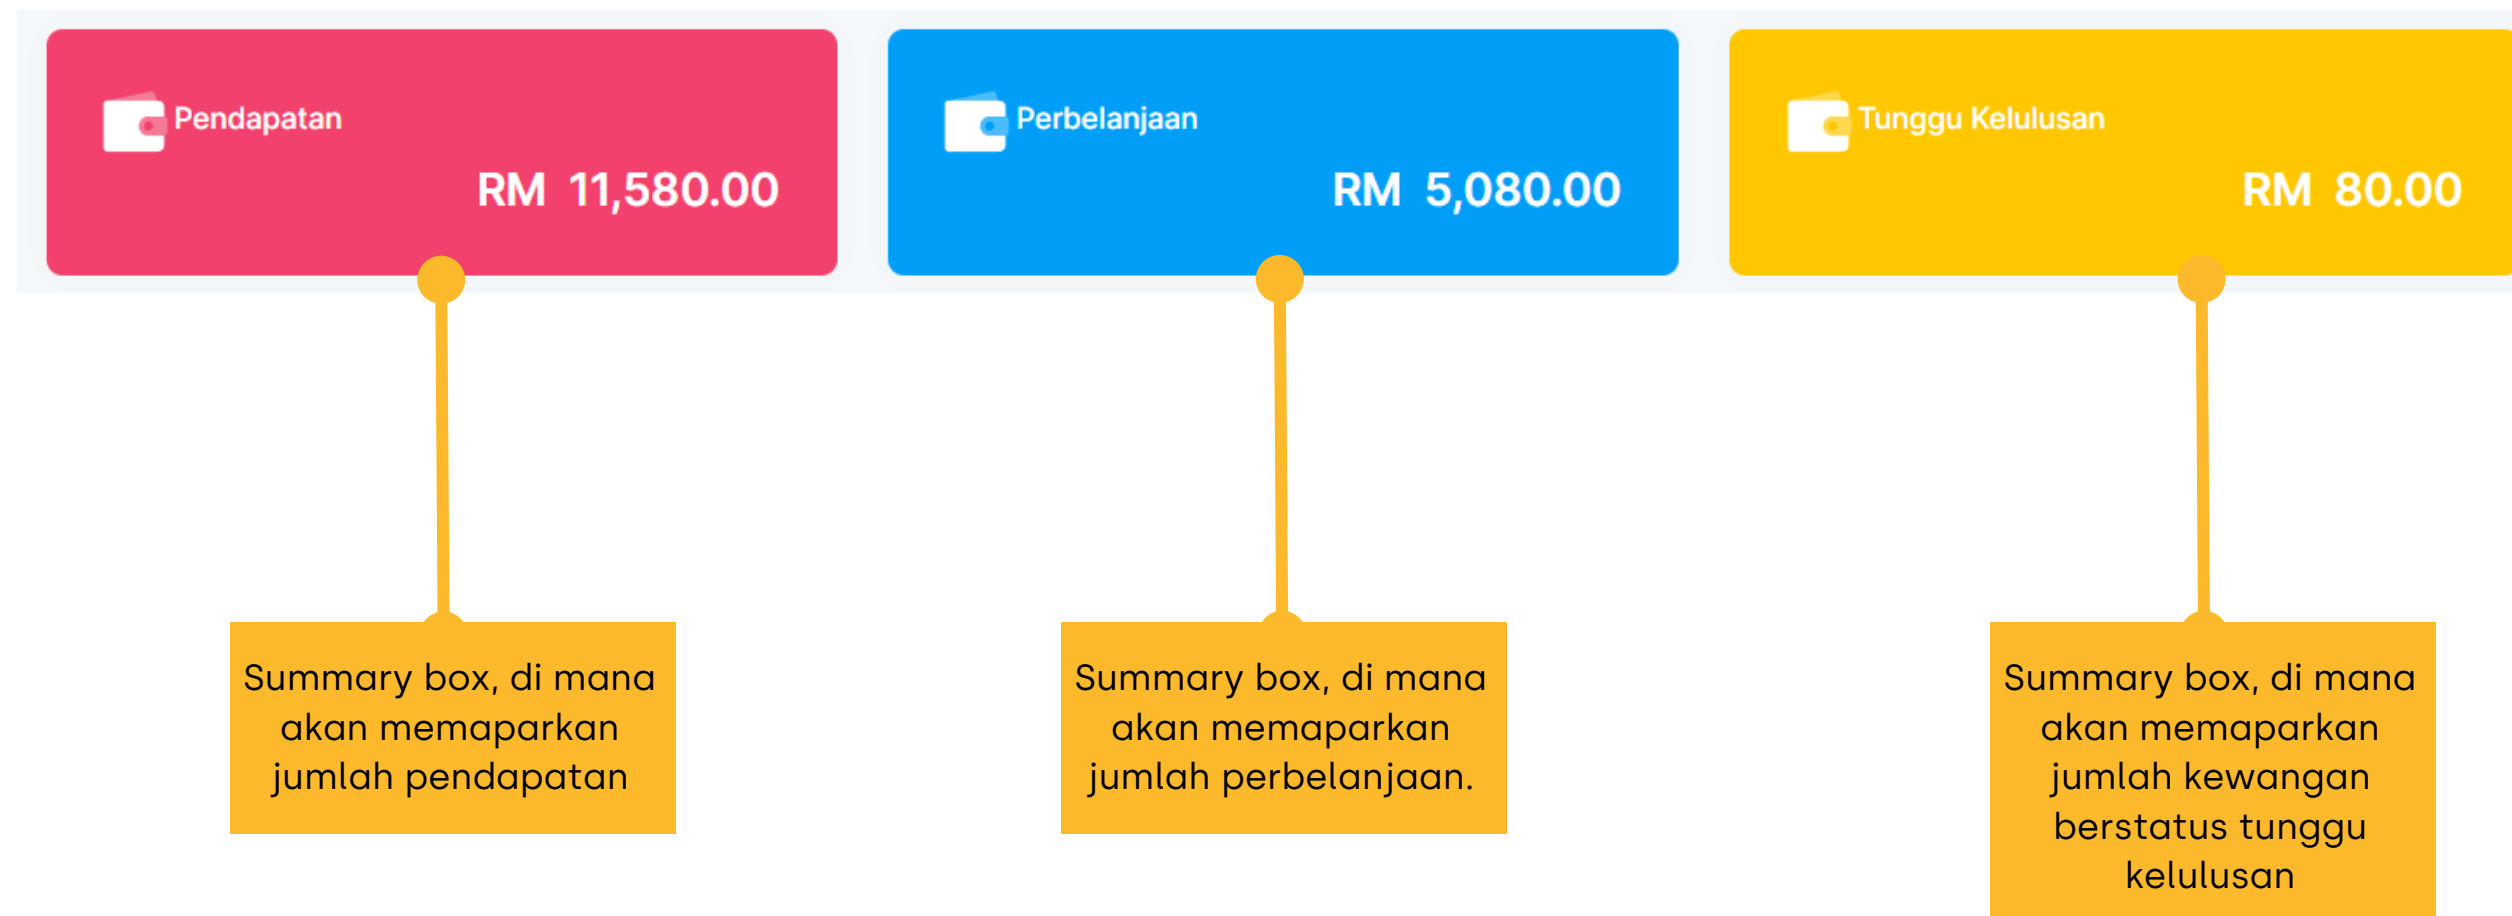 Pendapatan
RM 11,580.00
Perbelanjaan
RM 5,080.00
Tunggu Kelulusan
RM 80.00
Summary box, di mana
akan memaparkan
jumlah pendapatan
Summary box, di mana
akan memaparkan
jumlah perbelanjaan.
Summary box, di mana
akan memaparkan
jumlah kewangan
berstatus tunggu
kelulusan